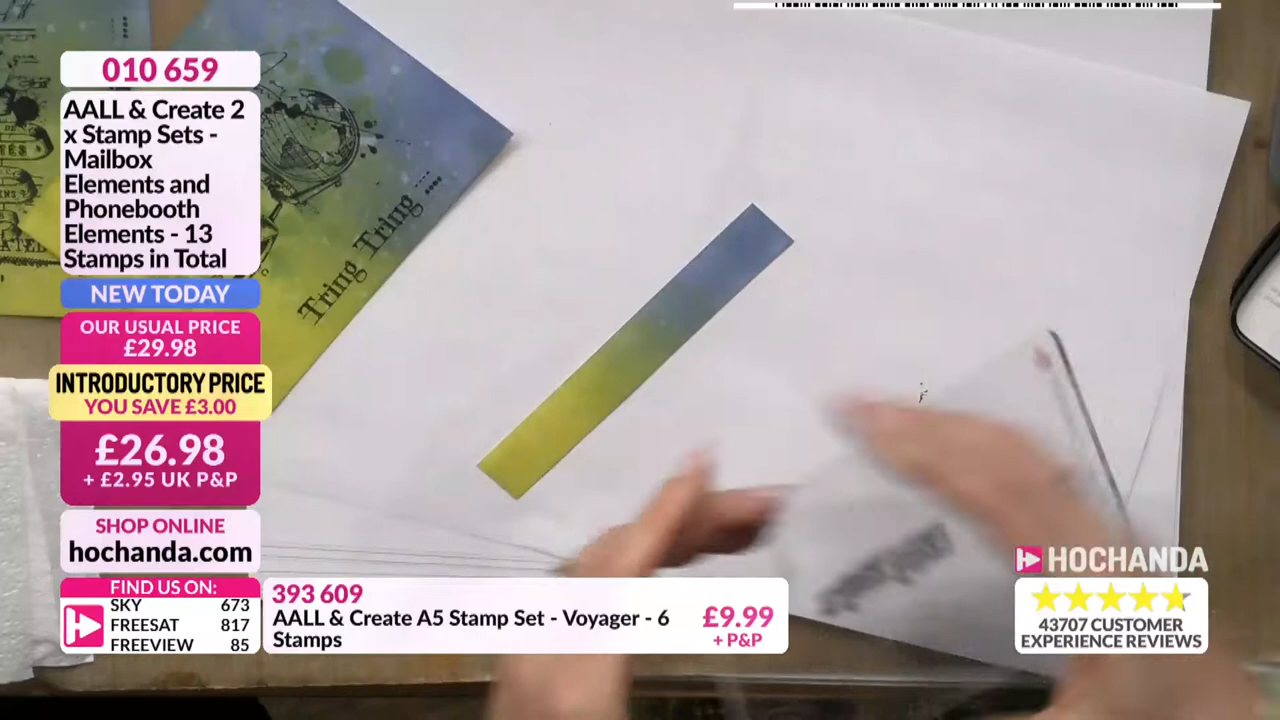 010 659
AALL & Create 2
x Stamp Sets -
Mailbox
Elements and
Phonebooth
Elements - 13
Stamps in Total
NEW TODAY
OUR USUAL PRICE
£29.98
INTRODUCTORY PRICE
YOU SAVE £3.00
£26.98
+ £2.95 UK P&P
SHOP ONLINE
hochanda.com
FIND US ON:
SKY 673
FREESAT 817
FREEVIEW 85
393 609
AALL & Create A5 Stamp Set - Voyager - 6
Stamps
£9.99
+ P&P
Tring Tring ....
HOCHANDA
43707 CUSTOMER
EXPERIENCE REVIEWS